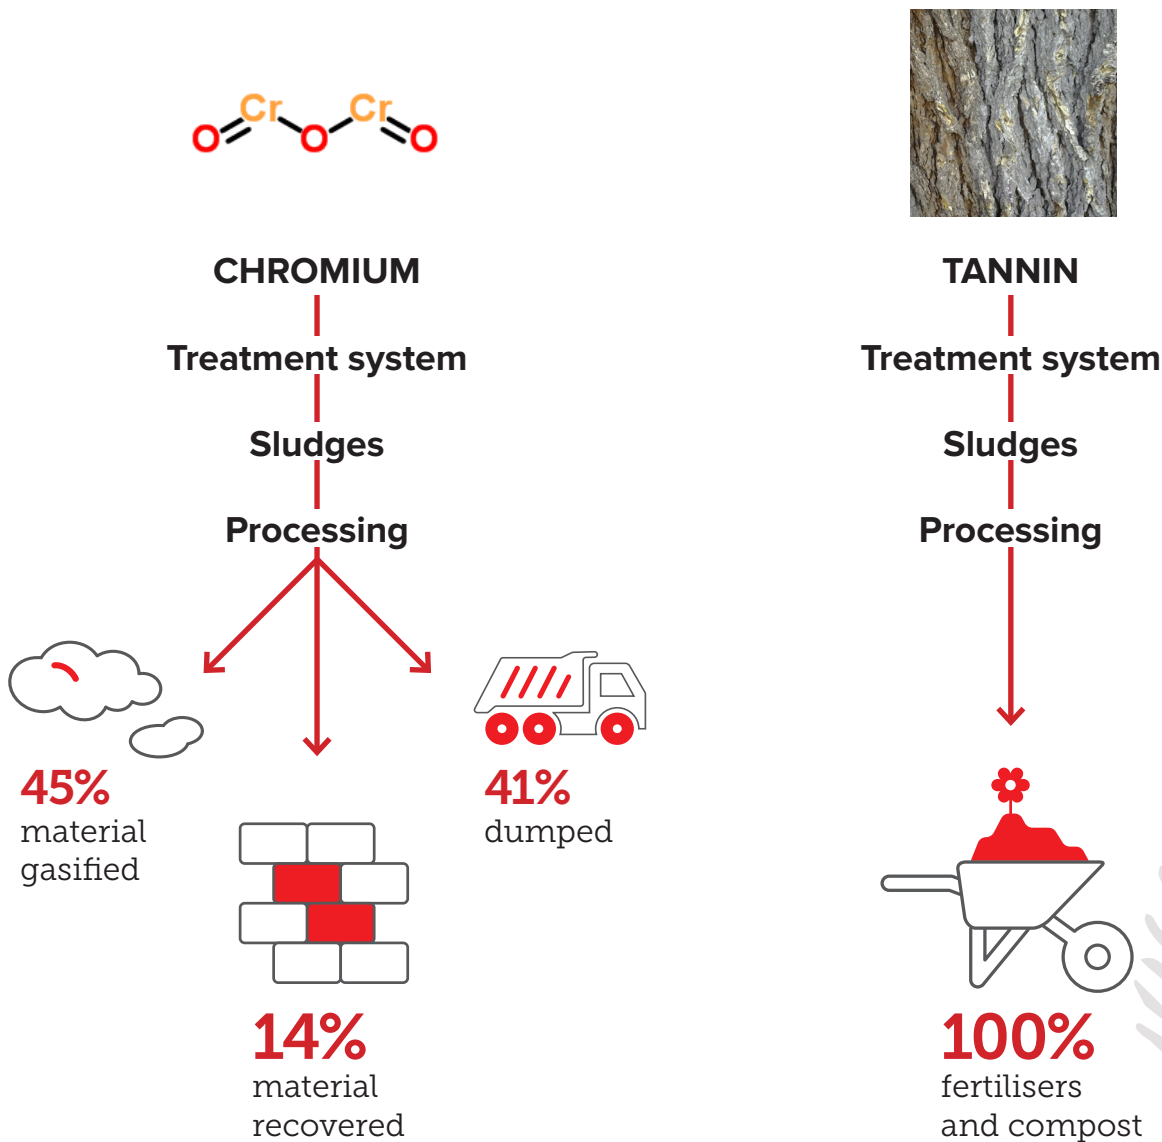 Cr Cr
O O O
CHROMIUM
Treatment system
Sludges
Processing
45%
material
gasified
14%
material
recovered
41%
dumped
TANNIN
Treatment system
Sludges
Processing
100%
fertilisers
and compost